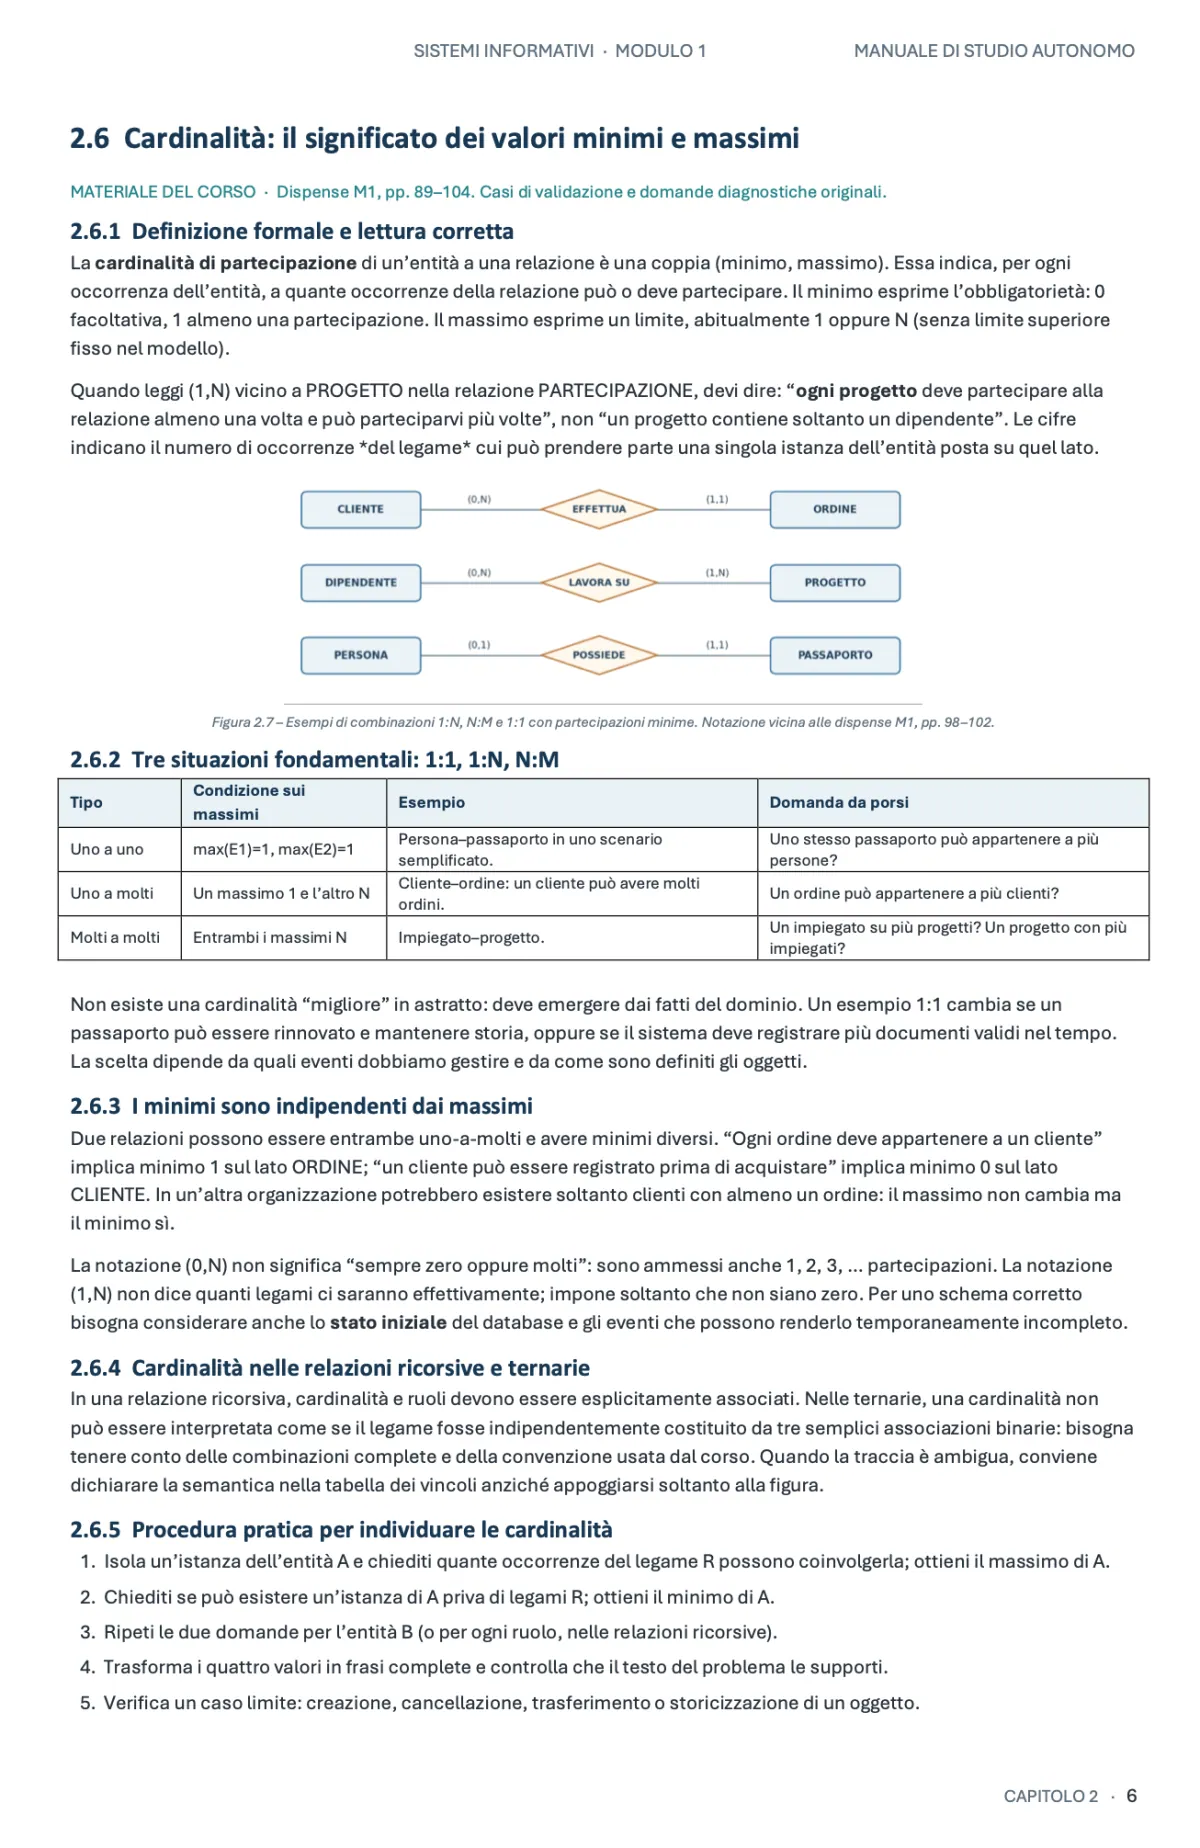 SISTEMI INFORMATIVI · MODULO 1 MANUALE DI STUDIO AUTONOMO
2.6 Cardinalità: il significato dei valori minimi e massimi
MATERIALE DEL CORSO · Dispense M1, pp. 89–104. Casi di validazione e domande diagnostiche originali.
2.6.1 Definizione formale e lettura corretta
La cardinalità di partecipazione di un’entità a una relazione è una coppia (minimo, massimo). Essa indica, per ogni
occorrenza dell’entità, a quante occorrenze della relazione può o deve partecipare. Il minimo esprime l’obbligatorietà: 0
facoltativa, 1 almeno una partecipazione. Il massimo esprime un limite, abitualmente 1 oppure N (senza limite superiore
fisso nel modello).
Quando leggi (1,N) vicino a PROGETTO nella relazione PARTECIPAZIONE, devi dire: “ogni progetto deve partecipare alla
relazione almeno una volta e può parteciparvi più volte”, non “un progetto contiene soltanto un dipendente”. Le cifre
indicano il numero di occorrenze *del legame* cui può prendere parte una singola istanza dell’entità posta su quel lato.
CLIENTE (0,N) EFFETTUA (1,1) ORDINE
DIPENDENTE (0,N) LAVORA SU (1,N) PROGETTO
PERSONA (0,1) POSSIEDE (1,1) PASSAPORTO
Figura 2.7 – Esempi di combinazioni 1:N, N:M e 1:1 con partecipazioni minime. Notazione vicina alle dispense M1, pp. 98–102.
2.6.2 Tre situazioni fondamentali: 1:1, 1:N, N:M
Tipo
Condizione sui
massimi
Esempio
Domanda da porsi
Uno a uno
max(E1)=1, max(E2)=1
Persona–passaporto in uno scenario
semplificato.
Uno stesso passaporto può appartenere a più
persone?
Uno a molti
Un massimo 1 e l’altro N
Cliente–ordine: un cliente può avere molti
ordini.
Un ordine può appartenere a più clienti?
Molti a molti
Entrambi i massimi N
Impiegato–progetto.
Un impiegato su più progetti? Un progetto con più
impiegati?
Non esiste una cardinalità “migliore” in astratto: deve emergere dai fatti del dominio. Un esempio 1:1 cambia se un
passaporto può essere rinnovato e mantenere storia, oppure se il sistema deve registrare più documenti validi nel tempo.
La scelta dipende da quali eventi dobbiamo gestire e da come sono definiti gli oggetti.
2.6.3 I minimi sono indipendenti dai massimi
Due relazioni possono essere entrambe uno-a-molti e avere minimi diversi. “Ogni ordine deve appartenere a un cliente”
implica minimo 1 sul lato ORDINE; “un cliente può essere registrato prima di acquistare” implica minimo 0 sul lato
CLIENTE. In un’altra organizzazione potrebbero esistere soltanto clienti con almeno un ordine: il massimo non cambia ma
il minimo sì.
La notazione (0,N) non significa “sempre zero oppure molti”: sono ammessi anche 1, 2, 3, … partecipazioni. La notazione
(1,N) non dice quanti legami ci saranno effettivamente; impone soltanto che non siano zero. Per uno schema corretto
bisogna considerare anche lo stato iniziale del database e gli eventi che possono renderlo temporaneamente incompleto.
2.6.4 Cardinalità nelle relazioni ricorsive e ternarie
In una relazione ricorsiva, cardinalità e ruoli devono essere esplicitamente associati. Nelle ternarie, una cardinalità non
può essere interpretata come se il legame fosse indipendentemente costituito da tre semplici associazioni binarie: bisogna
tenere conto delle combinazioni complete e della convenzione usata dal corso. Quando la traccia è ambigua, conviene
dichiarare la semantica nella tabella dei vincoli anziché appoggiarsi soltanto alla figura.
2.6.5 Procedura pratica per individuare le cardinalità
1. Isola un’istanza dell’entità A e chiediti quante occorrenze del legame R possono coinvolgerla; ottieni il massimo di A.
2. Chiediti se può esistere un’istanza di A priva di legami R; ottieni il minimo di A.
3. Ripeti le due domande per l’entità B (o per ogni ruolo, nelle relazioni ricorsive).
4. Trasforma i quattro valori in frasi complete e controlla che il testo del problema le supporti.
5. Verifica un caso limite: creazione, cancellazione, trasferimento o storicizzazione di un oggetto.
CAPITOLO 2 · 6